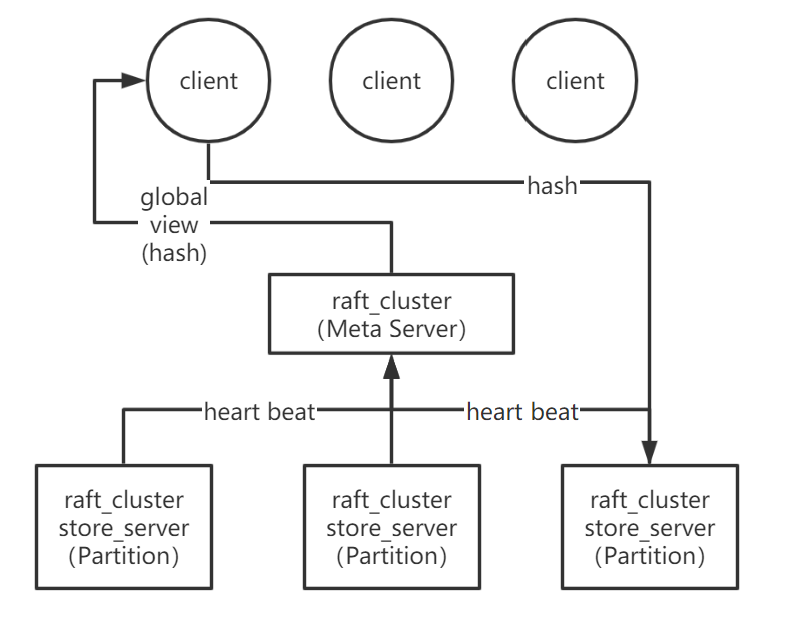 client
client
client
hash
global
view
(hash)
raft_cluster
(Meta Server)
heart beat
heart beat
raft_cluster
store_server
(Partition)
raft_cluster
store_server
(Partition)
raft_cluster
store_server
(Partition)